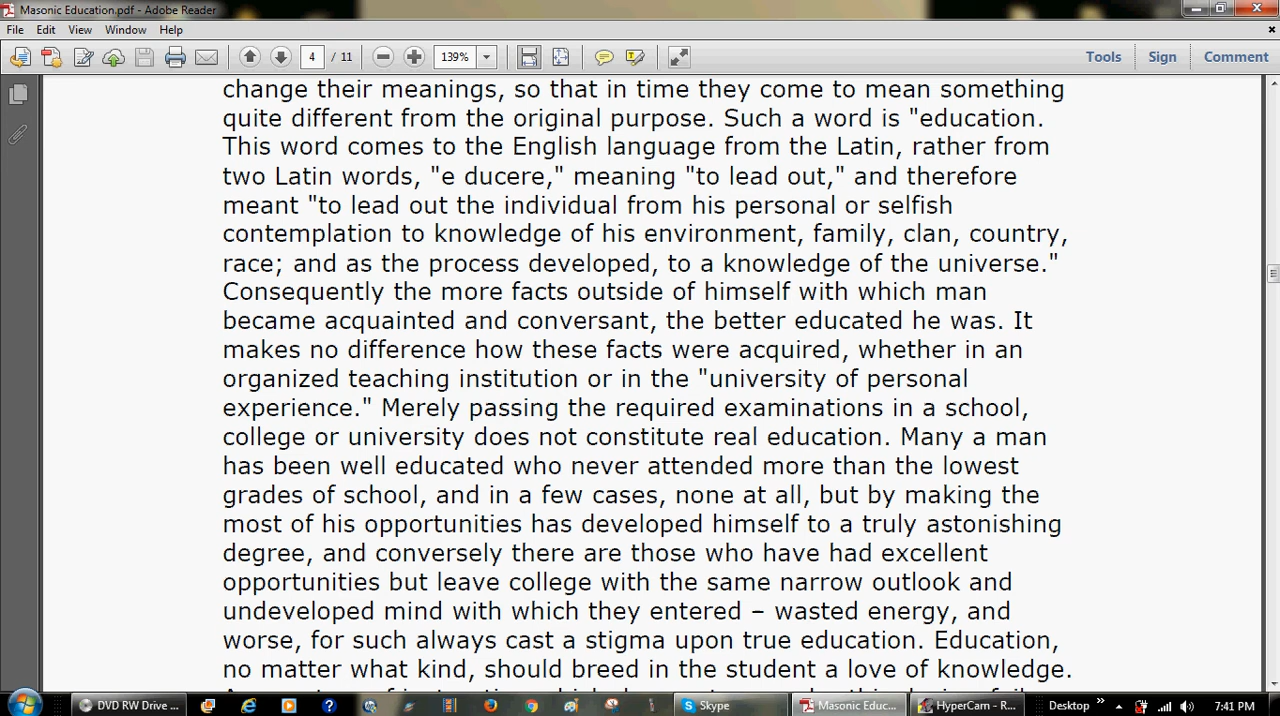 Masonic Education.pdf - Adobe Reader
File Edit View Window Help
4 / 11 139% Tools Sign Comment
change their meanings, so that in time they come to mean something
quite different from the original purpose. Such a word is "education.
This word comes to the English language from the Latin, rather from
two Latin words, "e ducere," meaning "to lead out," and therefore
meant "to lead out the individual from his personal or selfish
contemplation to knowledge of his environment, family, clan, country,
race; and as the process developed, to a knowledge of the universe."
Consequently the more facts outside of himself with which man
became acquainted and conversant, the better educated he was. It
makes no difference how these facts were acquired, whether in an
organized teaching institution or in the "university of personal
experience." Merely passing the required examinations in a school,
college or university does not constitute real education. Many a man
has been well educated who never attended more than the lowest
grades of school, and in a few cases, none at all, but by making the
most of his opportunities has developed himself to a truly astonishing
degree, and conversely there are those who have had excellent
opportunities but leave college with the same narrow outlook and
undeveloped mind with which they entered – wasted energy, and
worse, for such always cast a stigma upon true education. Education,
no matter what kind, should breed in the student a love of knowledge.
DVD RW Drive ... Skype Masonic Educ... HyperCam - R... Desktop » 7:41 PM